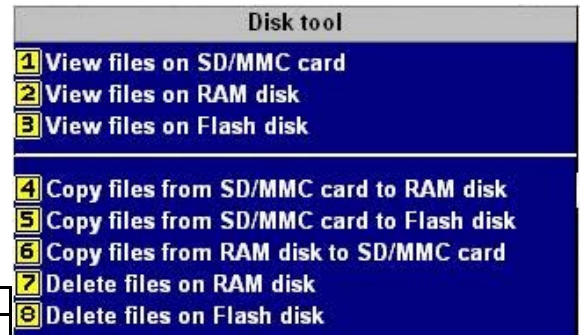 Disk tool
1 View files on SD/MMC card
2 View files on RAM disk
3 View files on Flash disk
4 Copy files from SD/MMC card to RAM disk
5 Copy files from SD/MMC card to Flash disk
6 Copy files from RAM disk to SD/MMC card
7 Delete files on RAM disk
8 Delete files on Flash disk